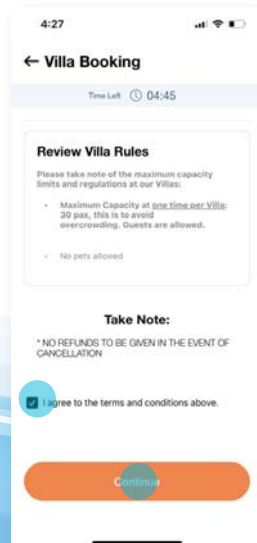 4:27
← Villa Booking
Time Left 04:45
Review Villa Rules
Please take note of the maximum capacity
limits and regulations at our Villas:
• Maximum Capacity at one time per Villa:
30 pax, this is to avoid
overcrowding. Guests are allowed.
• No pets allowed
Take Note:
* NO REFUNDS TO BE GIVEN IN THE EVENT OF
CANCELLATION
I agree to the terms and conditions above.
Continue